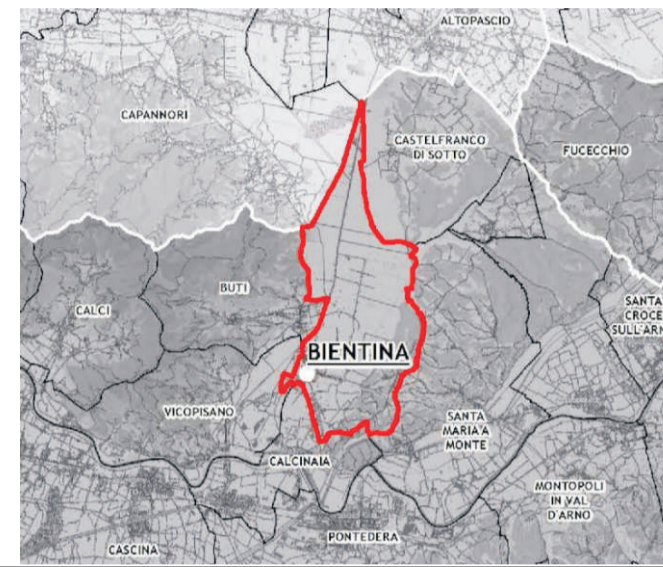 ALTOPASCIO
CAPANNORI
CASTELFRANCO
DI SOTTO
FUCECCHIO
BUTI
CALCI
SANTA
CROCE
SULL'ARN
BIENTINA
VICOPISANO
SANTA
MARIA A
MONTE
CALCINAIA
MONTOPOLI
IN VAL
D'ARNO
PONTEDERA
CASCINA